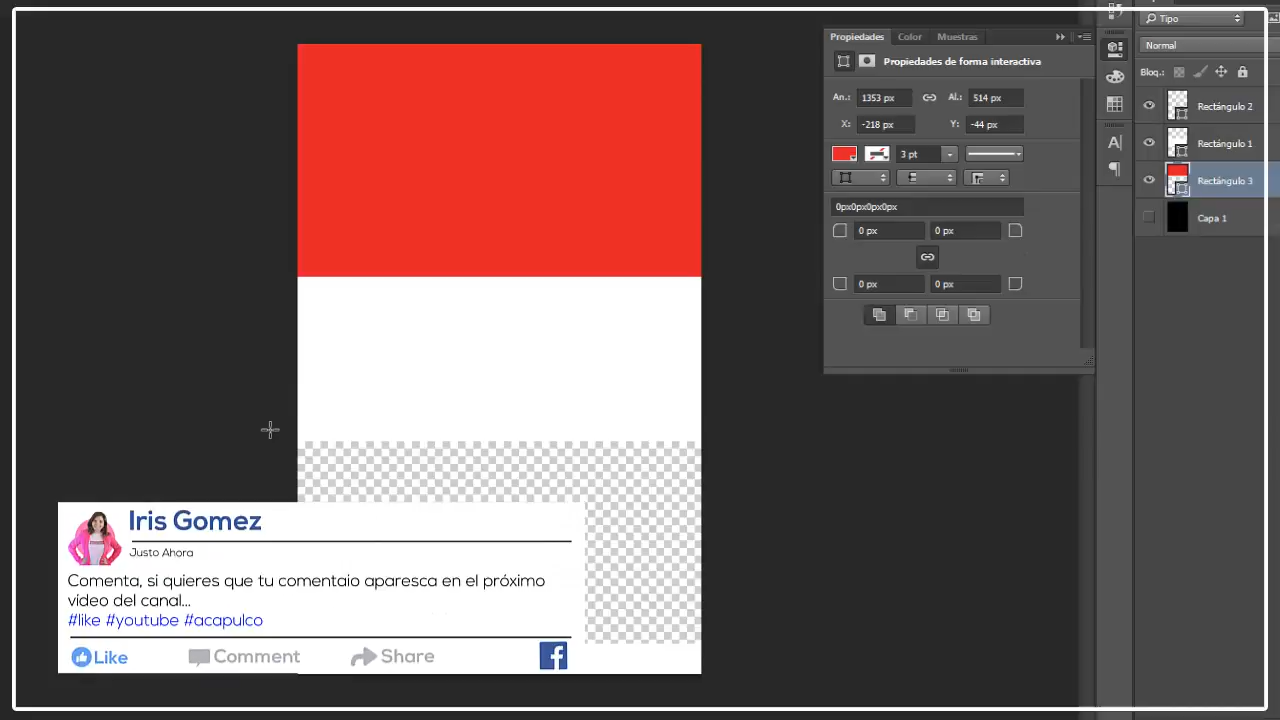 Propiedades Color Muestras
Propiedades de forma interactiva
An.: 1353 px Al.: 514 px
X: -218 px Y: -44 px
3 pt
0px0px0px0px
0 px 0 px
0 px 0 px
Tipo
Normal
Bloq.:
Rectángulo 2
Rectángulo 1
Rectángulo 3
Capa 1
Iris Gomez
Justo Ahora
Comenta, si quieres que tu comentaio aparesca en el próximo
vídeo del canal...
#like #youtube #acapulco
Like Comment Share